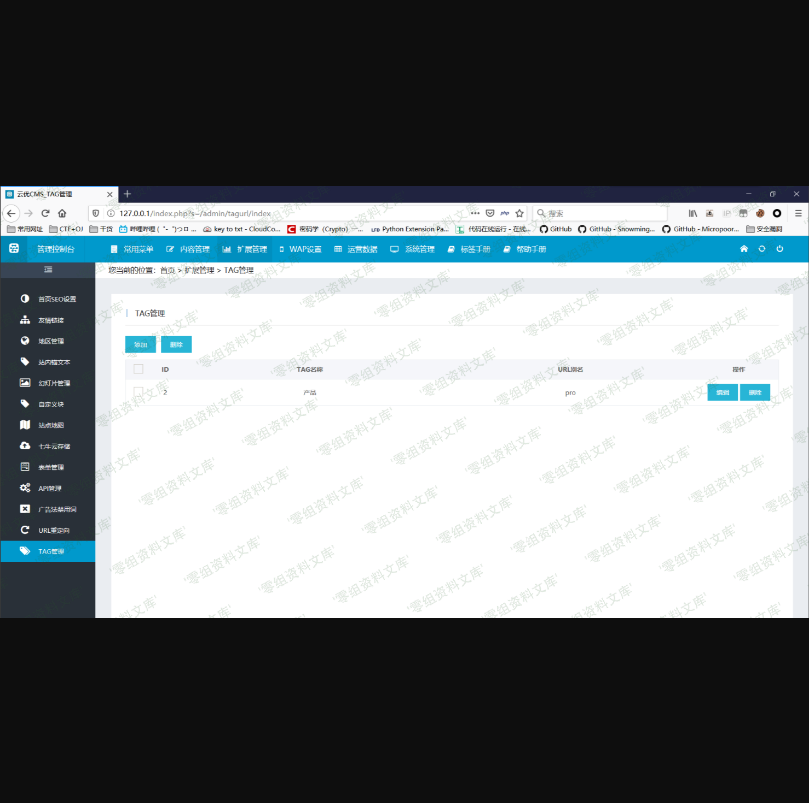 云优CMS_TAG管理
127.0.0.1/index.php?s=/admin/tagurl/index
搜索
常用网址 CTF+OJ 干货 哔哩哔哩 ( ゜- ゜)つロ ... key to txt - CloudCo... 密码学（Crypto）一... Python Extension Pa... 代码在线运行 - 在线... GitHub GitHub - Snowming... GitHub - Micropoor... 安全漏洞
管理控制台 常用菜单 内容管理 扩展管理 WAP设置 运营数据 系统管理 标签手册 帮助手册
您当前的位置：首页 > 扩展管理 > TAG管理
首页SEO设置
友情链接
地区管理
站内锚文本
幻灯片管理
自定义块
站点地图
七牛云存储
表单管理
API管理
广告法禁用词
URL重定向
TAG管理
TAG管理
添加 删除
ID TAG名称 URL别名 操作
2 产品 pro 编辑 删除
零组资料文库